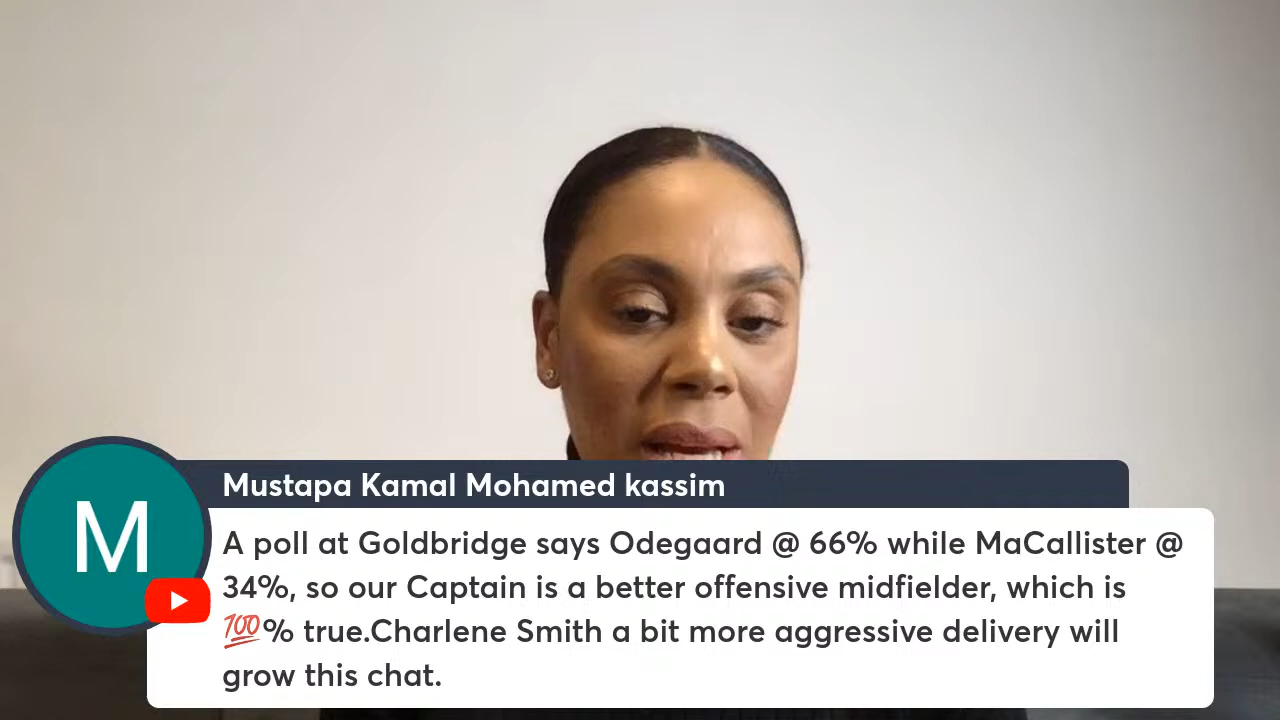 M
Mustapa Kamal Mohamed kassim
A poll at Goldbridge says Odegaard @ 66% while MaCallister @
34%, so our Captain is a better offensive midfielder, which is
💯% true.Charlene Smith a bit more aggressive delivery will
grow this chat.